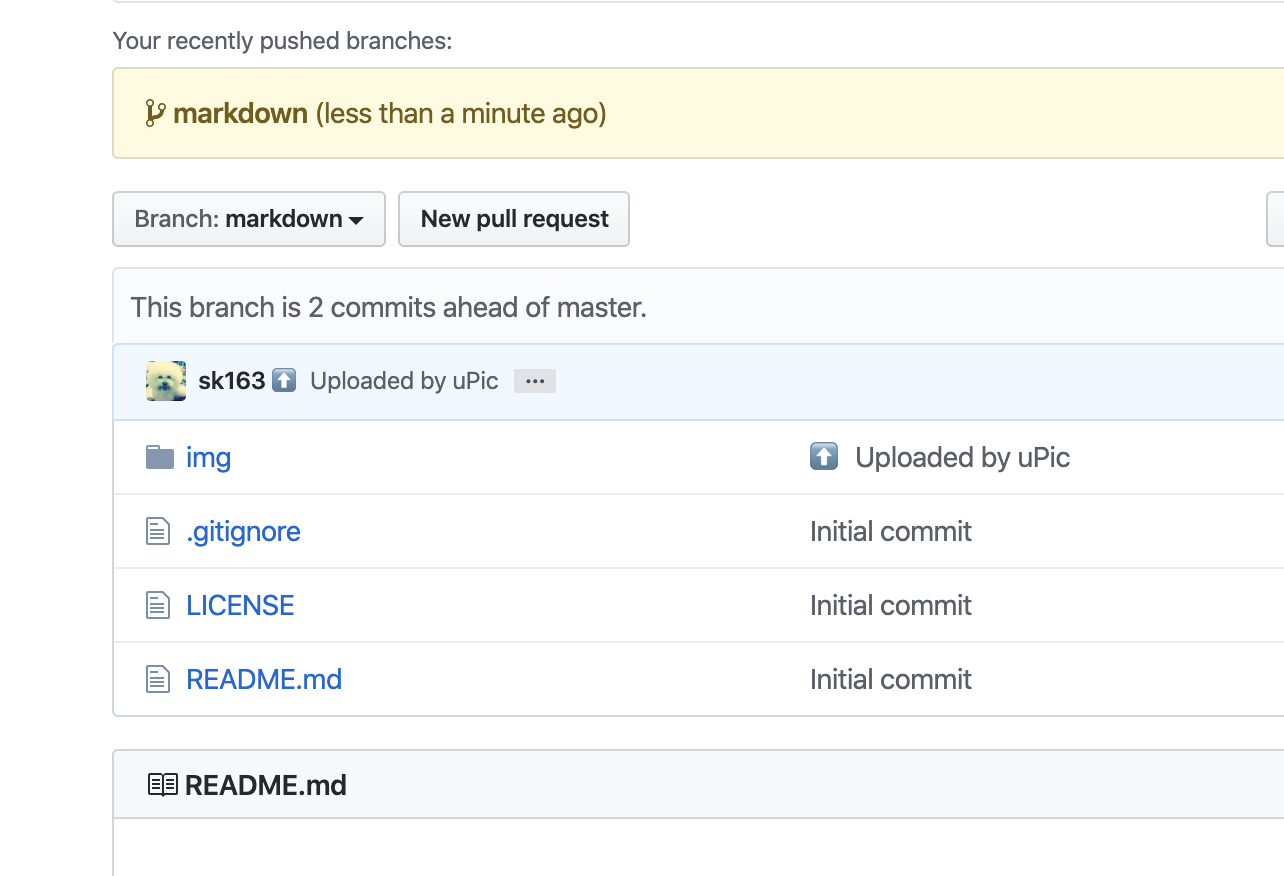 Your recently pushed branches:
markdown (less than a minute ago)
Branch: markdown New pull request
This branch is 2 commits ahead of master.
sk163 Uploaded by uPic ...
img Uploaded by uPic
.gitignore Initial commit
LICENSE Initial commit
README.md Initial commit
README.md